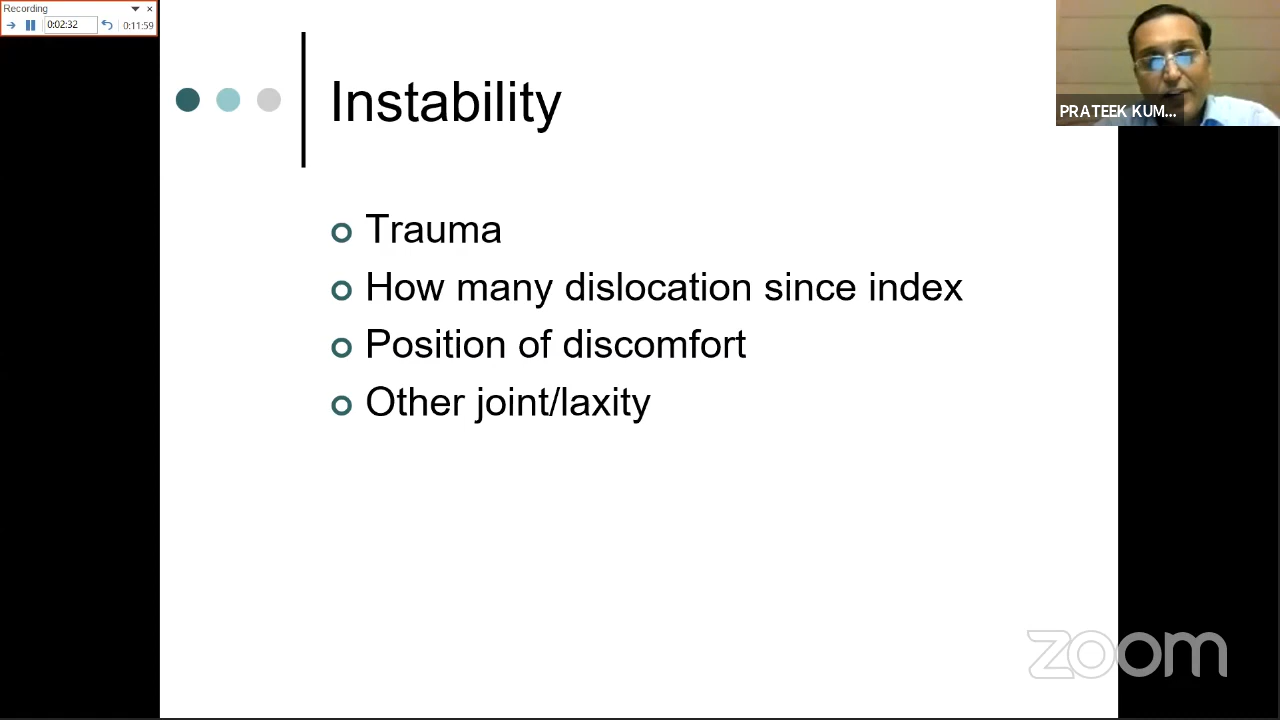 Recording
0:02:32
0:11:59
Instability
PRATEEK KUM...
Trauma
How many dislocation since index
Position of discomfort
Other joint/laxity
zoom